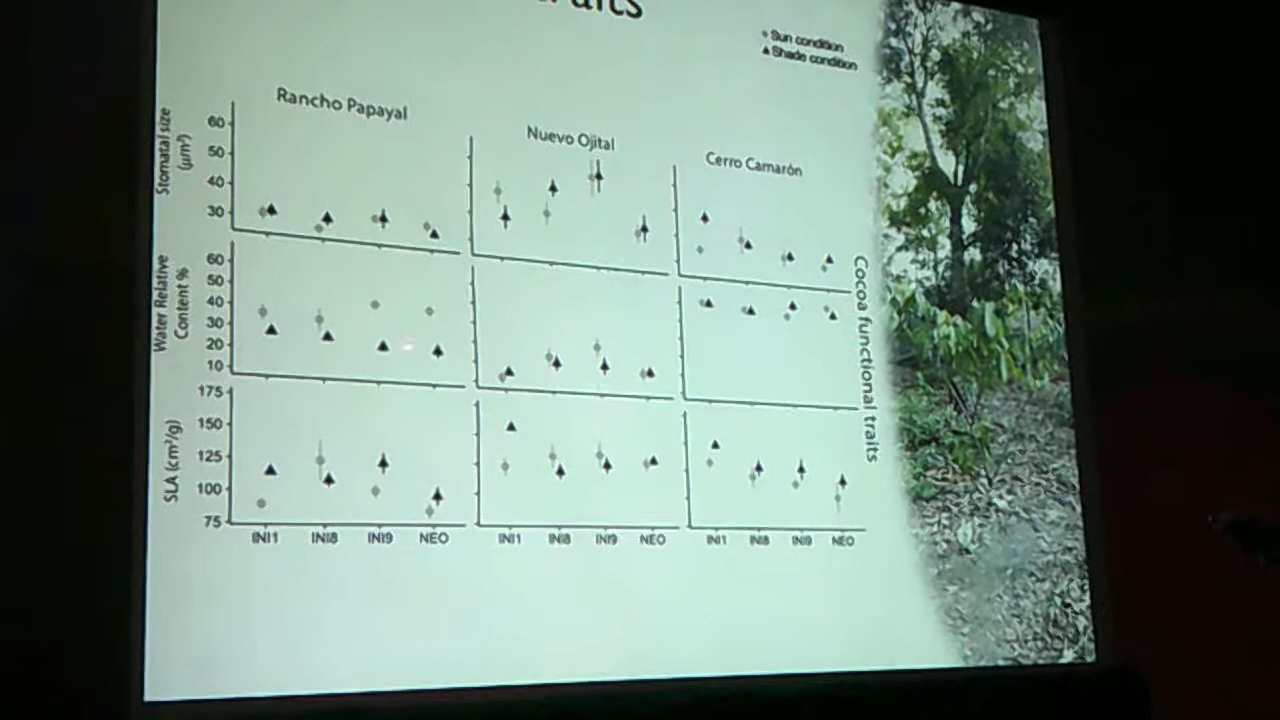 Sun condition
Shade condition
Rancho Papayal
Nuevo Ojital
Cerro Camarón
Stomatal size
(µm²)
60
50
40
30
Water Relative
Content %
60
50
40
30
20
10
SLA (cm²/g)
175
150
125
100
75
INI1 INI8 INI9 NEO
INI1 INI8 INI9 NEO
INI1 INI8 INI9 NEO
Cocoa functional traits